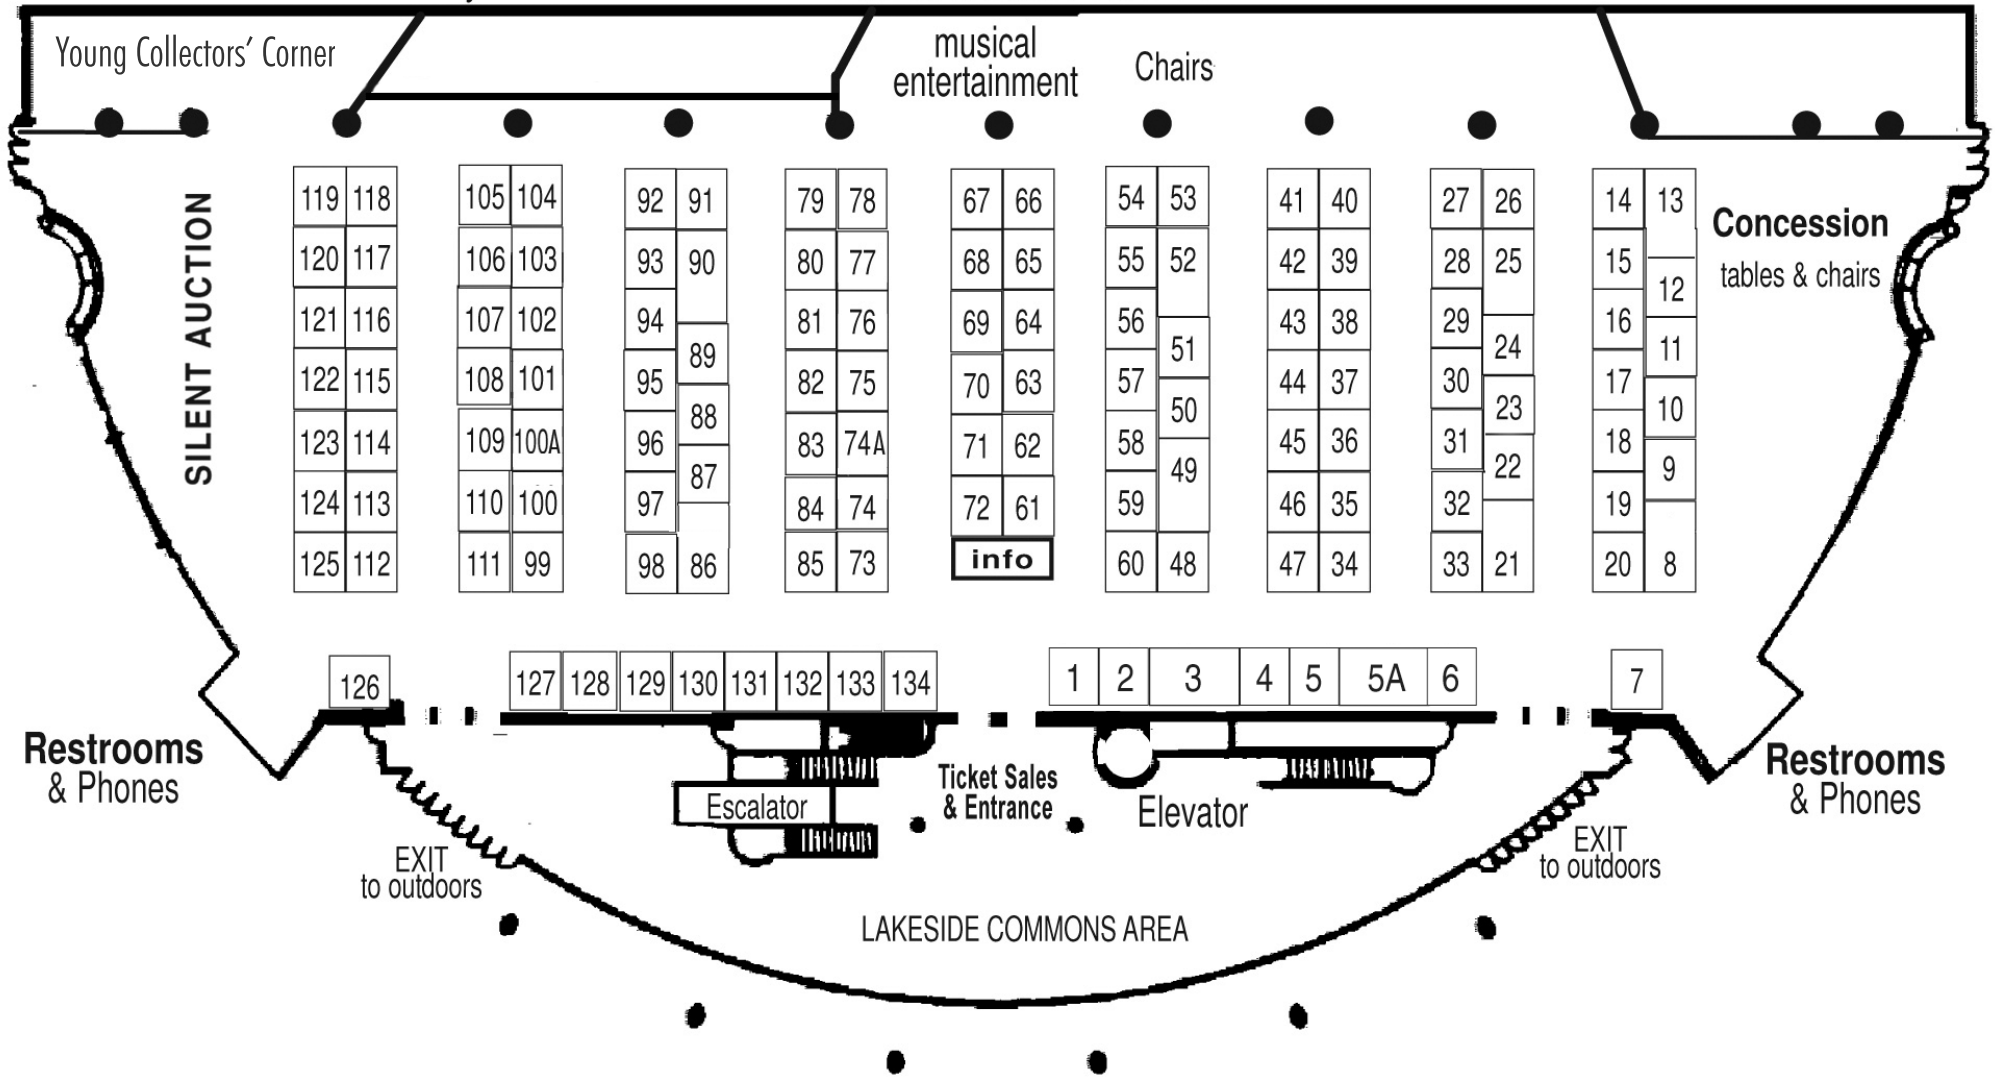 Young Collectors' Corner
musical
entertainment
Chairs
SILENT AUCTION
119 118 105 104 92 91 79 78 67 66 54 53 41 40 27 26 14 13
Concession
tables & chairs
120 117 106 103 93 90 80 77 68 65 55 52 42 39 28 25 15 12
121 116 107 102 94 89 81 76 69 64 56 51 43 38 29 24 16 11
122 115 108 101 95 88 82 75 70 63 57 50 44 37 30 23 17 10
123 114 109 100A 96 87 83 74A 71 62 58 49 45 36 31 22 18 9
124 113 110 100 97 84 74 72 61 59 46 35 32 19
125 112 111 99 98 86 85 73 info 60 48 47 34 33 21 20 8
126 127 128 129 130 131 132 133 134 1 2 3 4 5 5A 6 7
Restrooms
& Phones
Escalator
Ticket Sales
& Entrance
Elevator
Restrooms
& Phones
EXIT
to outdoors
EXIT
to outdoors
LAKESIDE COMMONS AREA